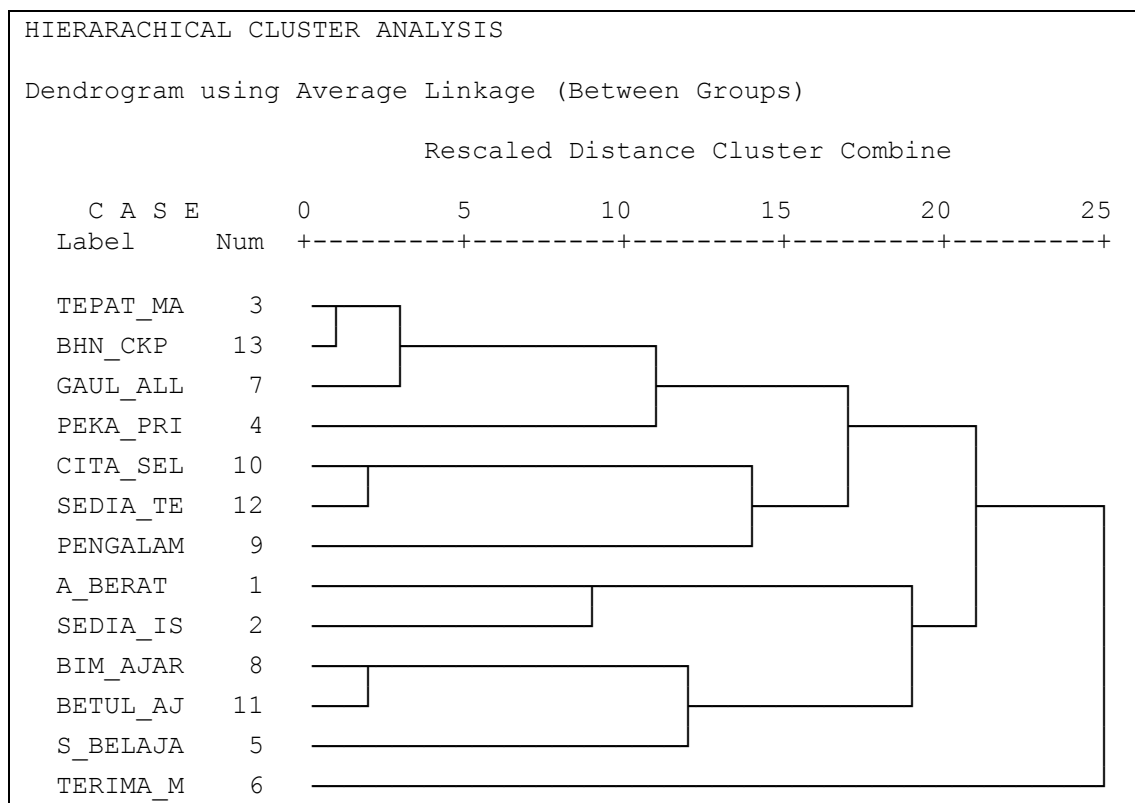 HIERARACHICAL CLUSTER ANALYSIS
Dendrogram using Average Linkage (Between Groups)
Rescaled Distance Cluster Combine
C A S E 0 5 10 15 20 25
Label Num +---------+---------+---------+---------+---------+
TEPAT_MA 3
BHN_CKP 13
GAUL_ALL 7
PEKA_PRI 4
CITA_SEL 10
SEDIA_TE 12
PENGALAM 9
A_BERAT 1
SEDIA_IS 2
BIM_AJAR 8
BETUL_AJ 11
S_BELAJA 5
TERIMA_M 6